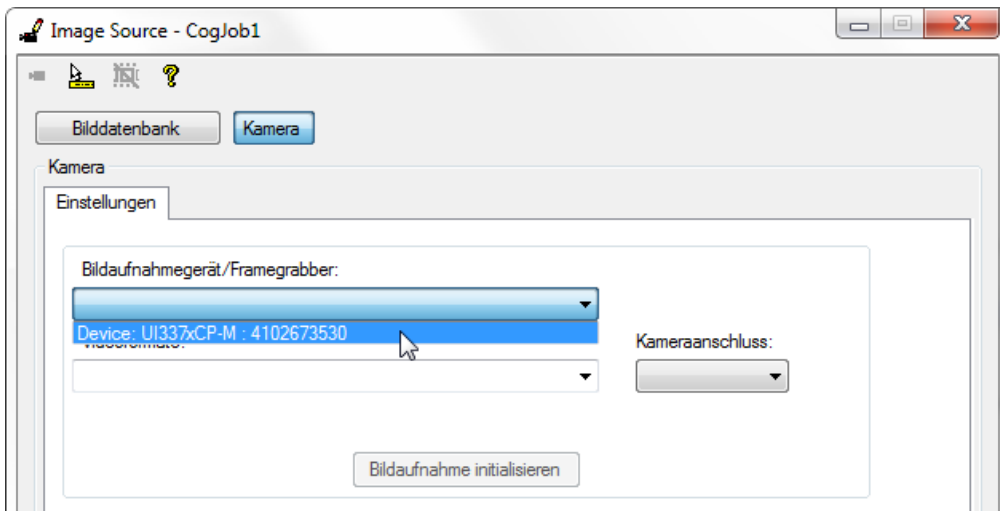 Image Source - CogJob1
Bilddatenbank
Kamera
Kamera
Einstellungen
Bildaufnahmegerät/Framegrabber:
Device: UI337xCP-M : 4102673530
Kameraanschluss:
Bildaufnahme initialisieren